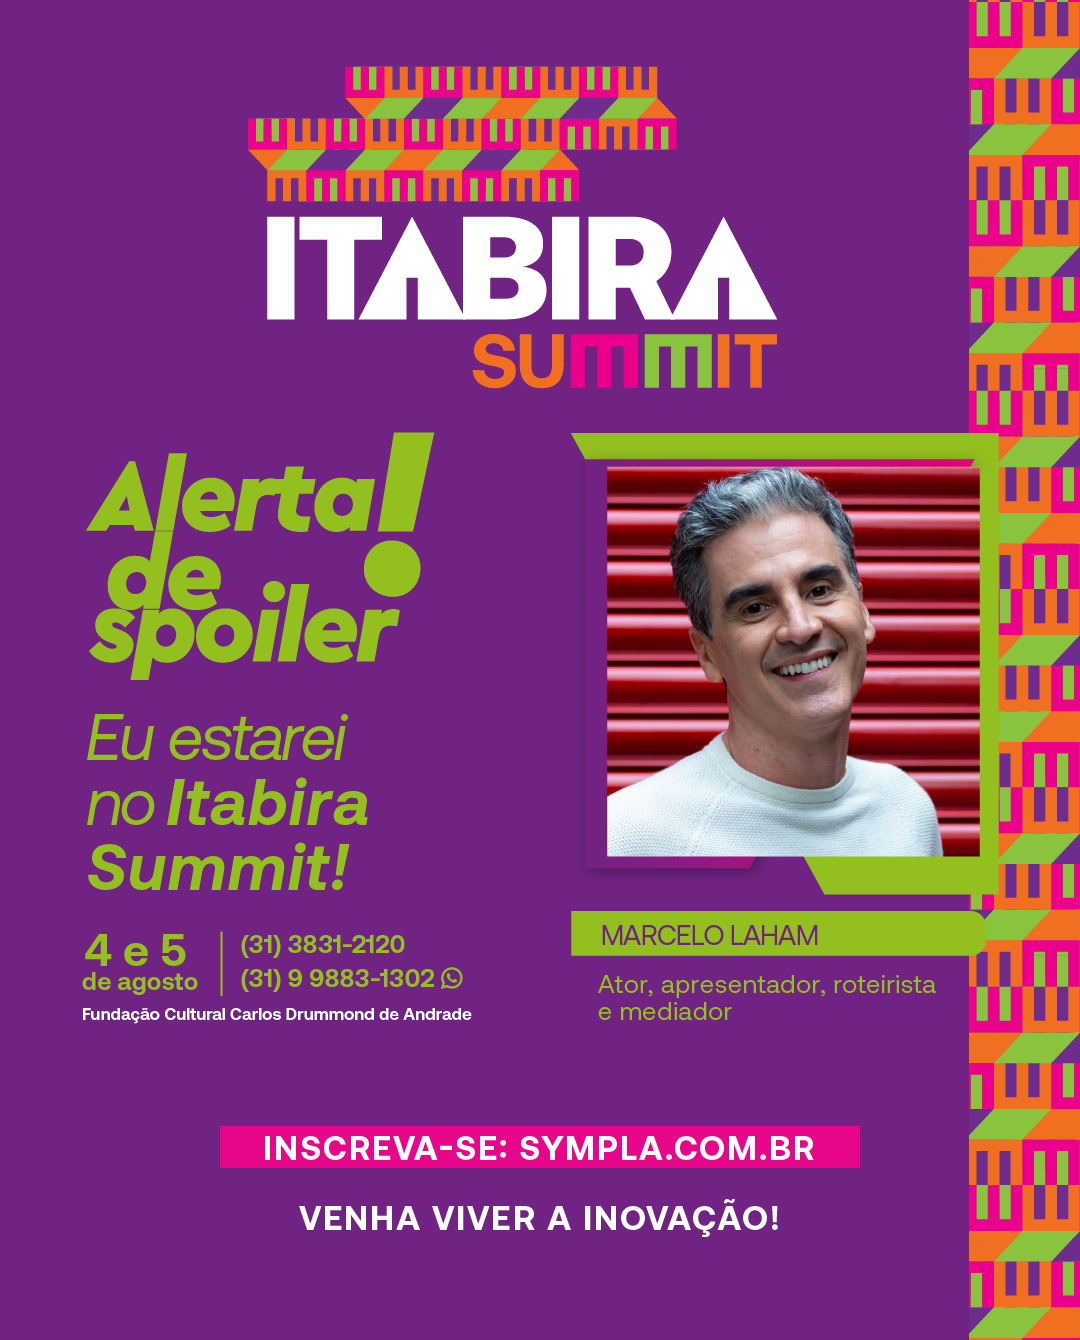 ITABIRA
SUMMIT
Alerta!
de
spoiler
Eu estarei
no Itabira
Summit!
4 e 5
de agosto
(31) 3831-2120
(31) 9 9883-1302
Fundação Cultural Carlos Drummond de Andrade
MARCELO LAHAM
Ator, apresentador, roteirista
e mediador
INSCREVA-SE: SYMPLA.COM.BR
VENHA VIVER A INOVAÇÃO!